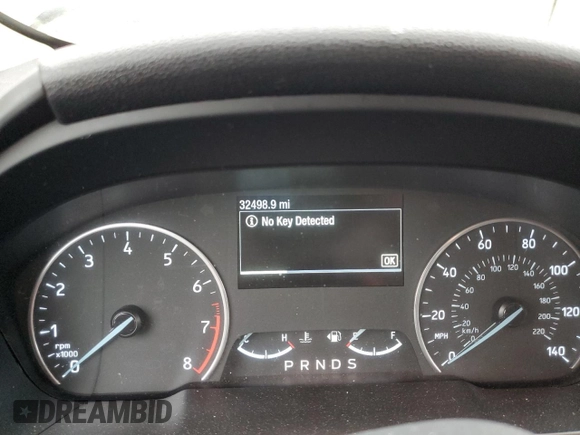 32498.9 mi
No Key Detected
OK
0 1 2 3 4 5 6 7 8
rpm
x1000
C H
E F
P R N D S
0 20 40 60 80 100 120 140
MPH
0 20 40 60 80 100 120 140 160 180 200 220
km/h
DREAMBID